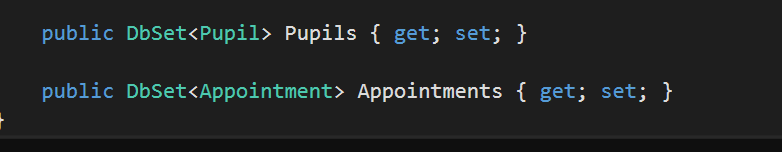 public DbSet<Pupil> Pupils { get; set; }
public DbSet<Appointment> Appointments { get; set; }
}